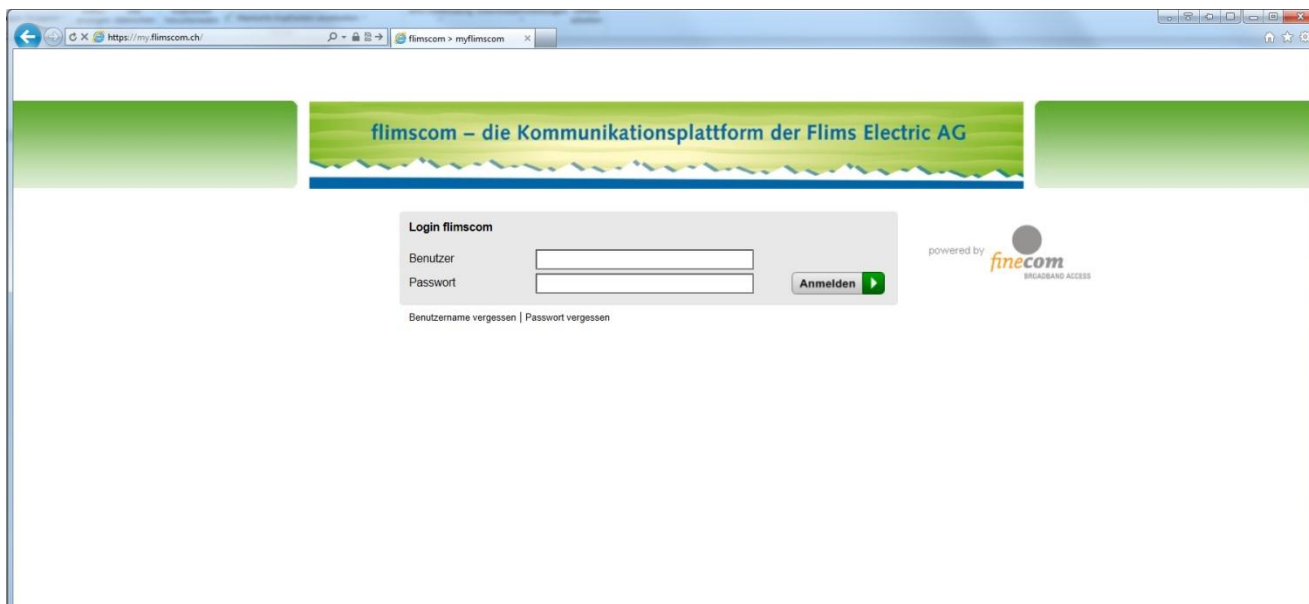 https://my.flimscom.ch/
flimscom > myflimscom
flimscom – die Kommunikationsplattform der Flims Electric AG
Login flimscom
Benutzer
Passwort
Anmelden
Benutzername vergessen | Passwort vergessen
powered by
finecom
BROADBAND ACCESS